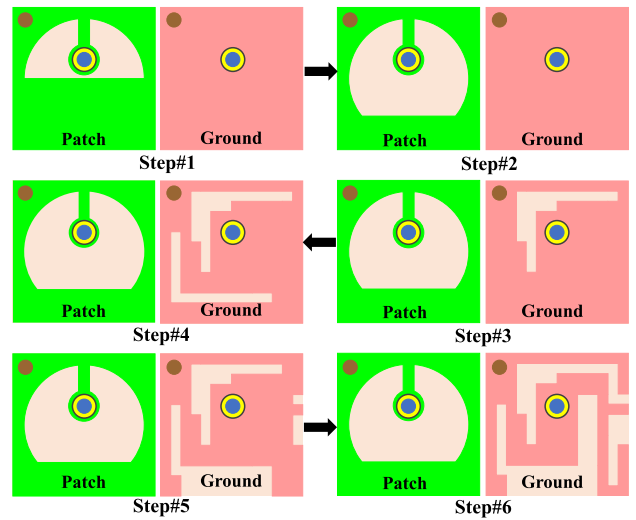 Patch Ground
Step#1
Patch Ground
Step#2
Patch Ground
Step#4
Patch Ground
Step#3
Patch Ground
Step#5
Patch Ground
Step#6